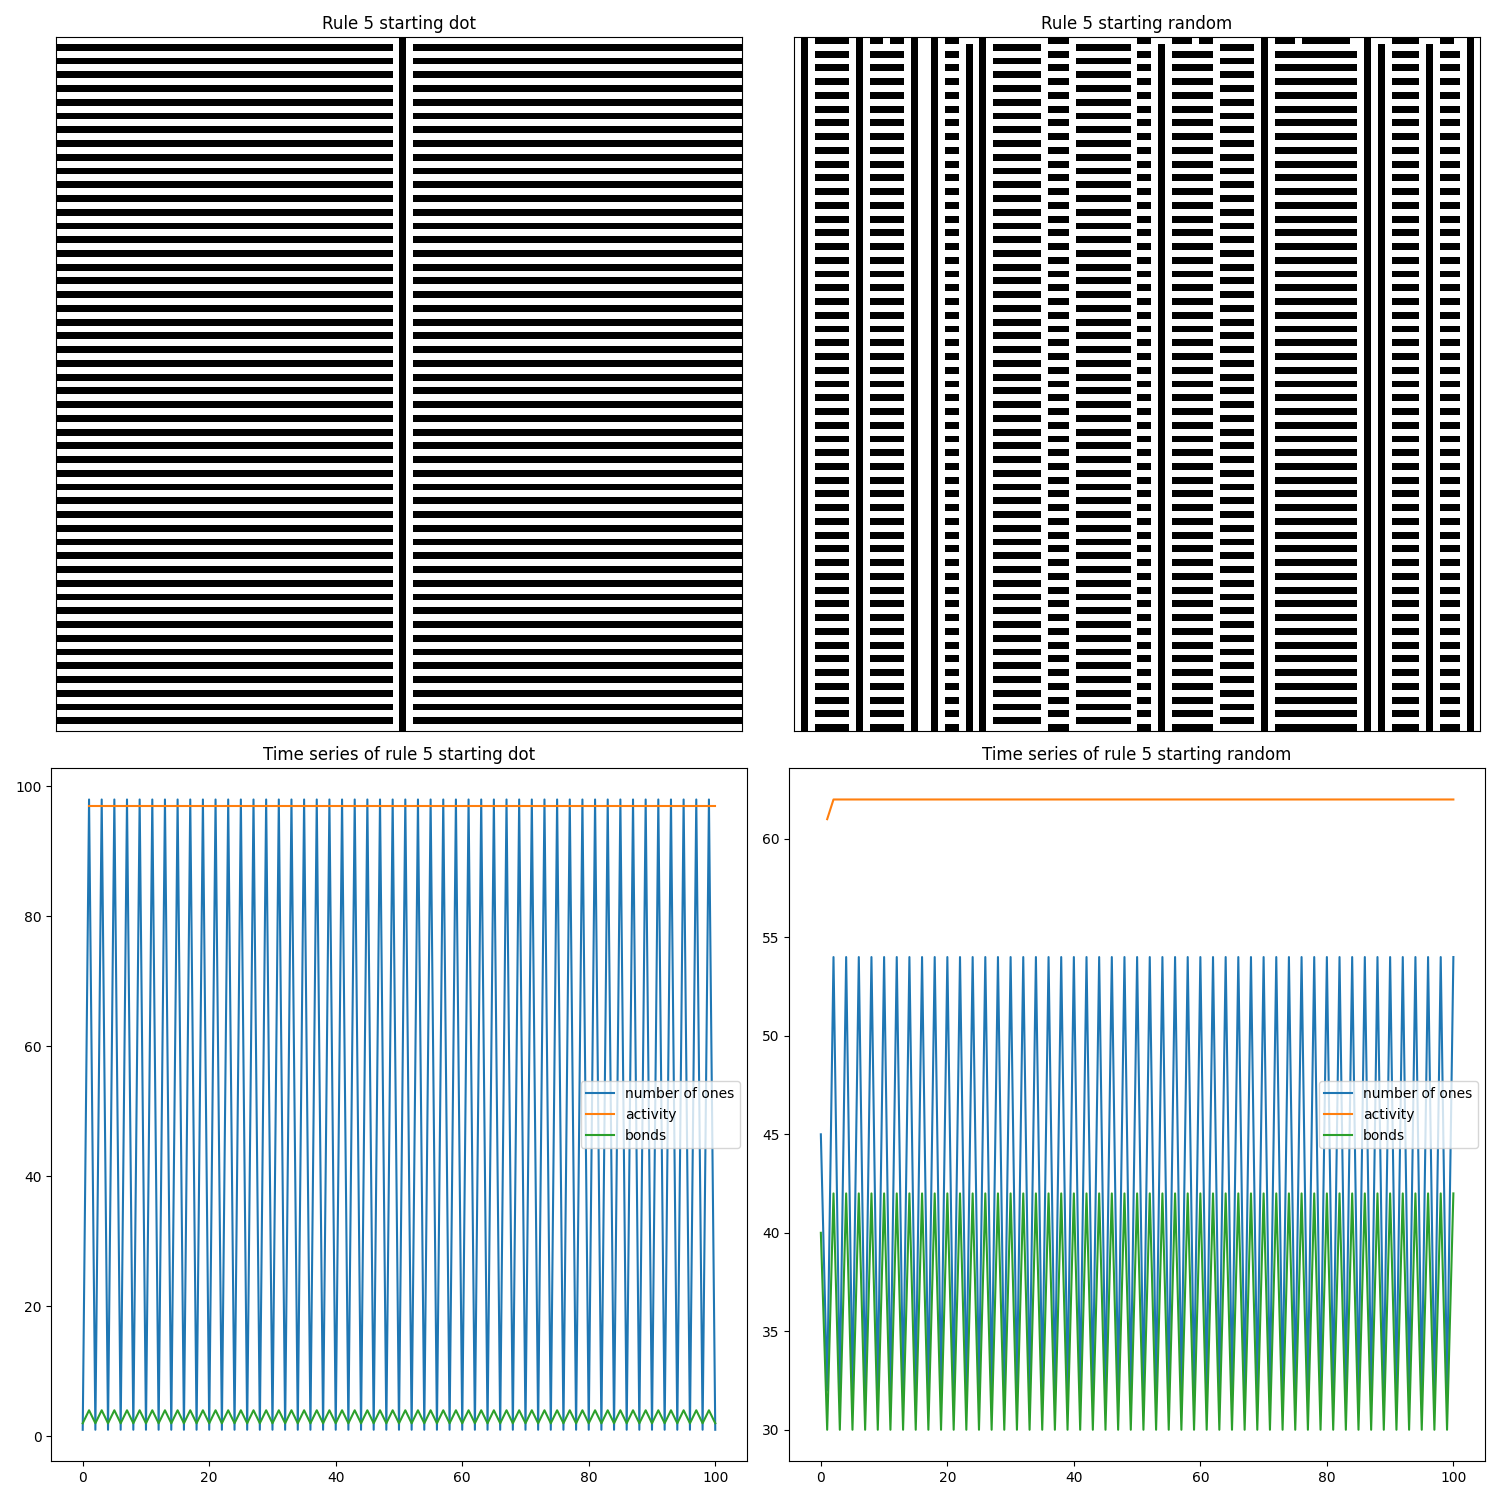 Rule 5 starting dot
Rule 5 starting random
Time series of rule 5 starting dot
100
80
60
40
20
0
number of ones
activity
bonds
0 20 40 60 80 100
Time series of rule 5 starting random
60
55
50
45
40
35
30
number of ones
activity
bonds
0 20 40 60 80 100